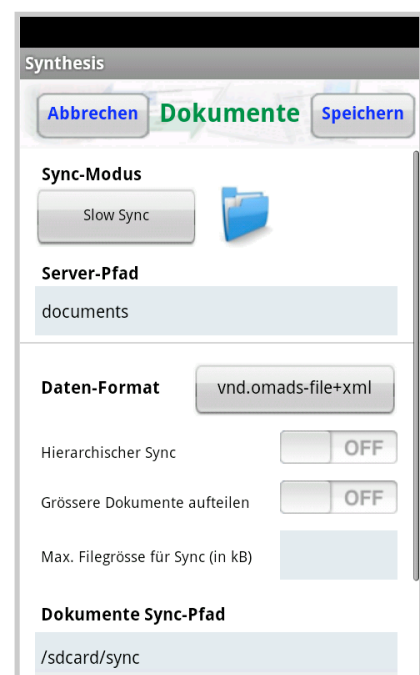 Synthesis
Abbrechen Dokumente Speichern
Sync-Modus
Slow Sync
Server-Pfad
documents
Daten-Format vnd.omads-file+xml
Hierarchischer Sync OFF
Grössere Dokumente aufteilen OFF
Max. Filegrösse für Sync (in kB)
Dokumente Sync-Pfad
/sdcard/sync